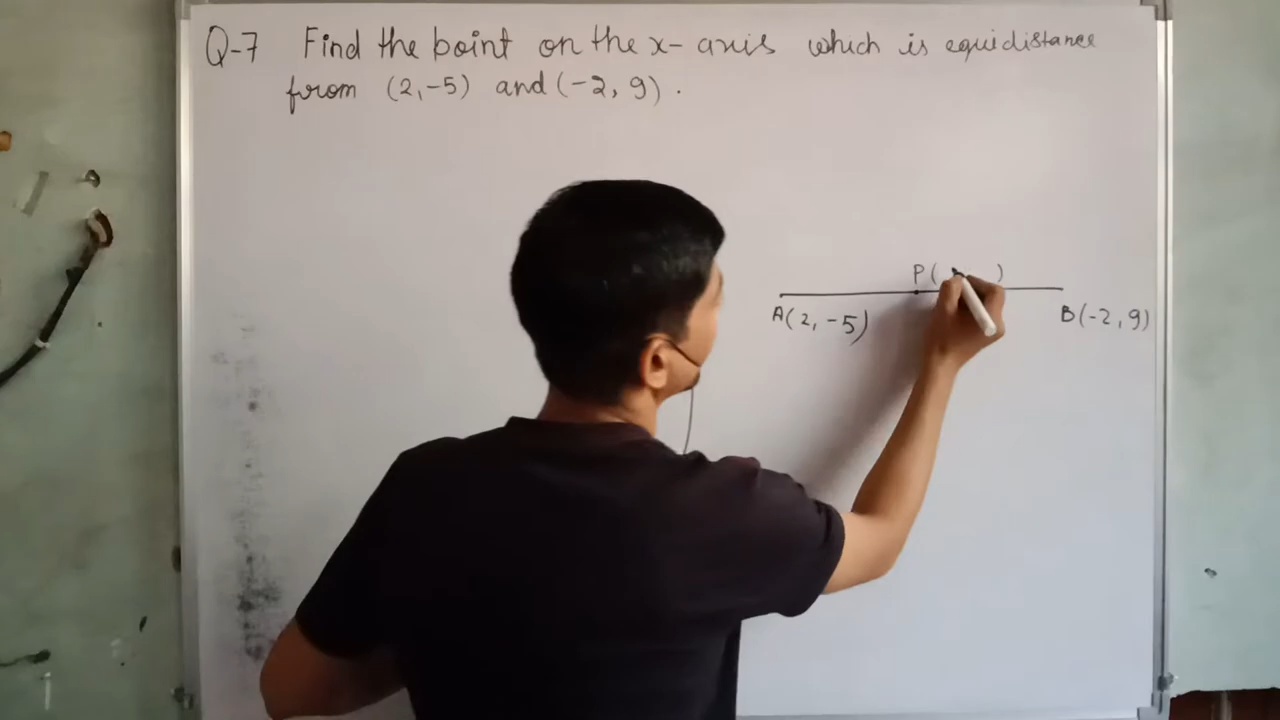 Q-7 Find the boint on the x-axis which is equidistance
from (2,-5) and (-2, 9).
P( )
A(2, -5)
B(-2, 9)